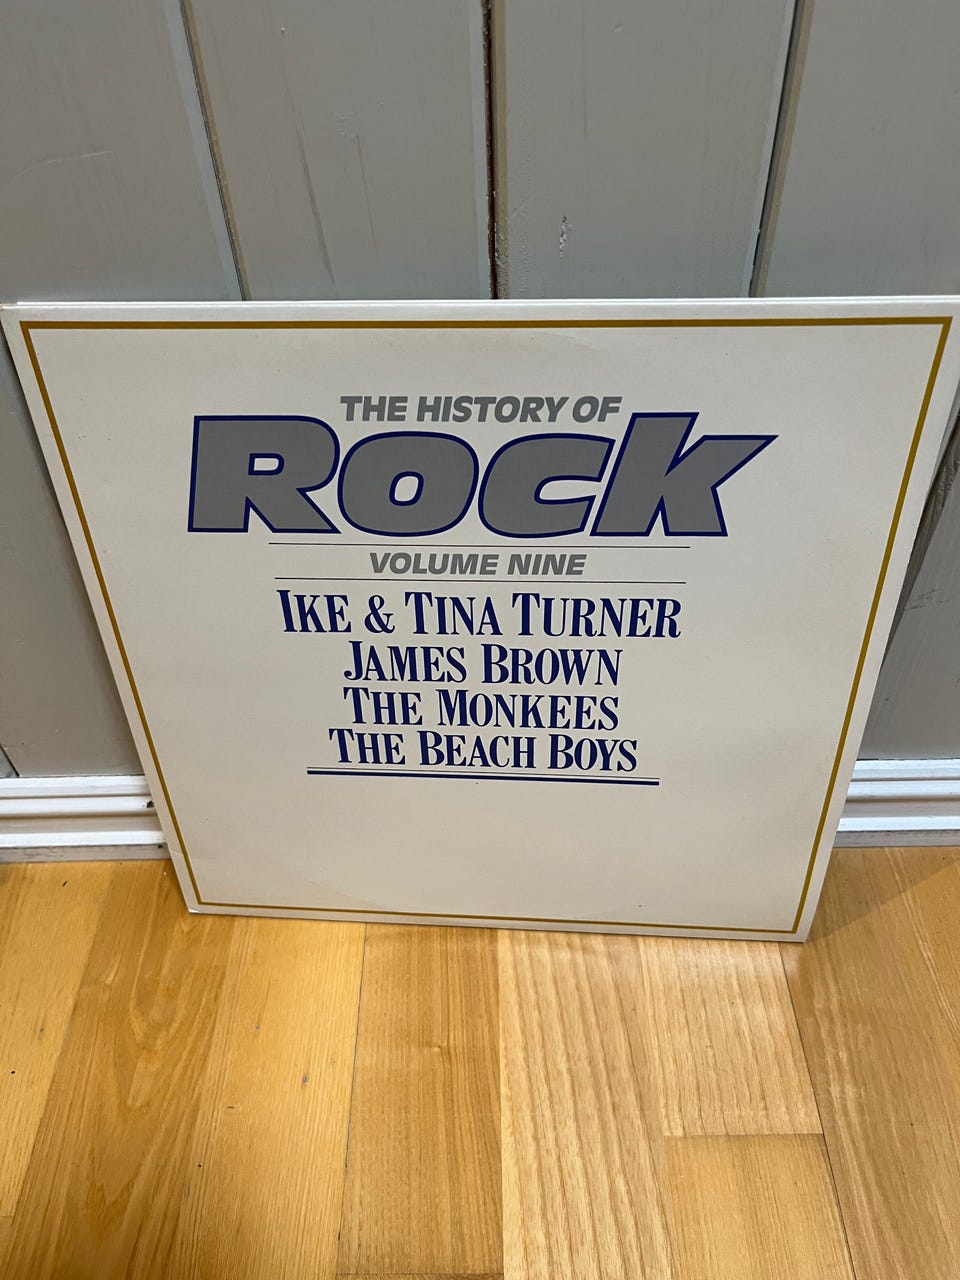 THE HISTORY OF
ROCK
VOLUME NINE
IKE & TINA TURNER
JAMES BROWN
THE MONKEES
THE BEACH BOYS